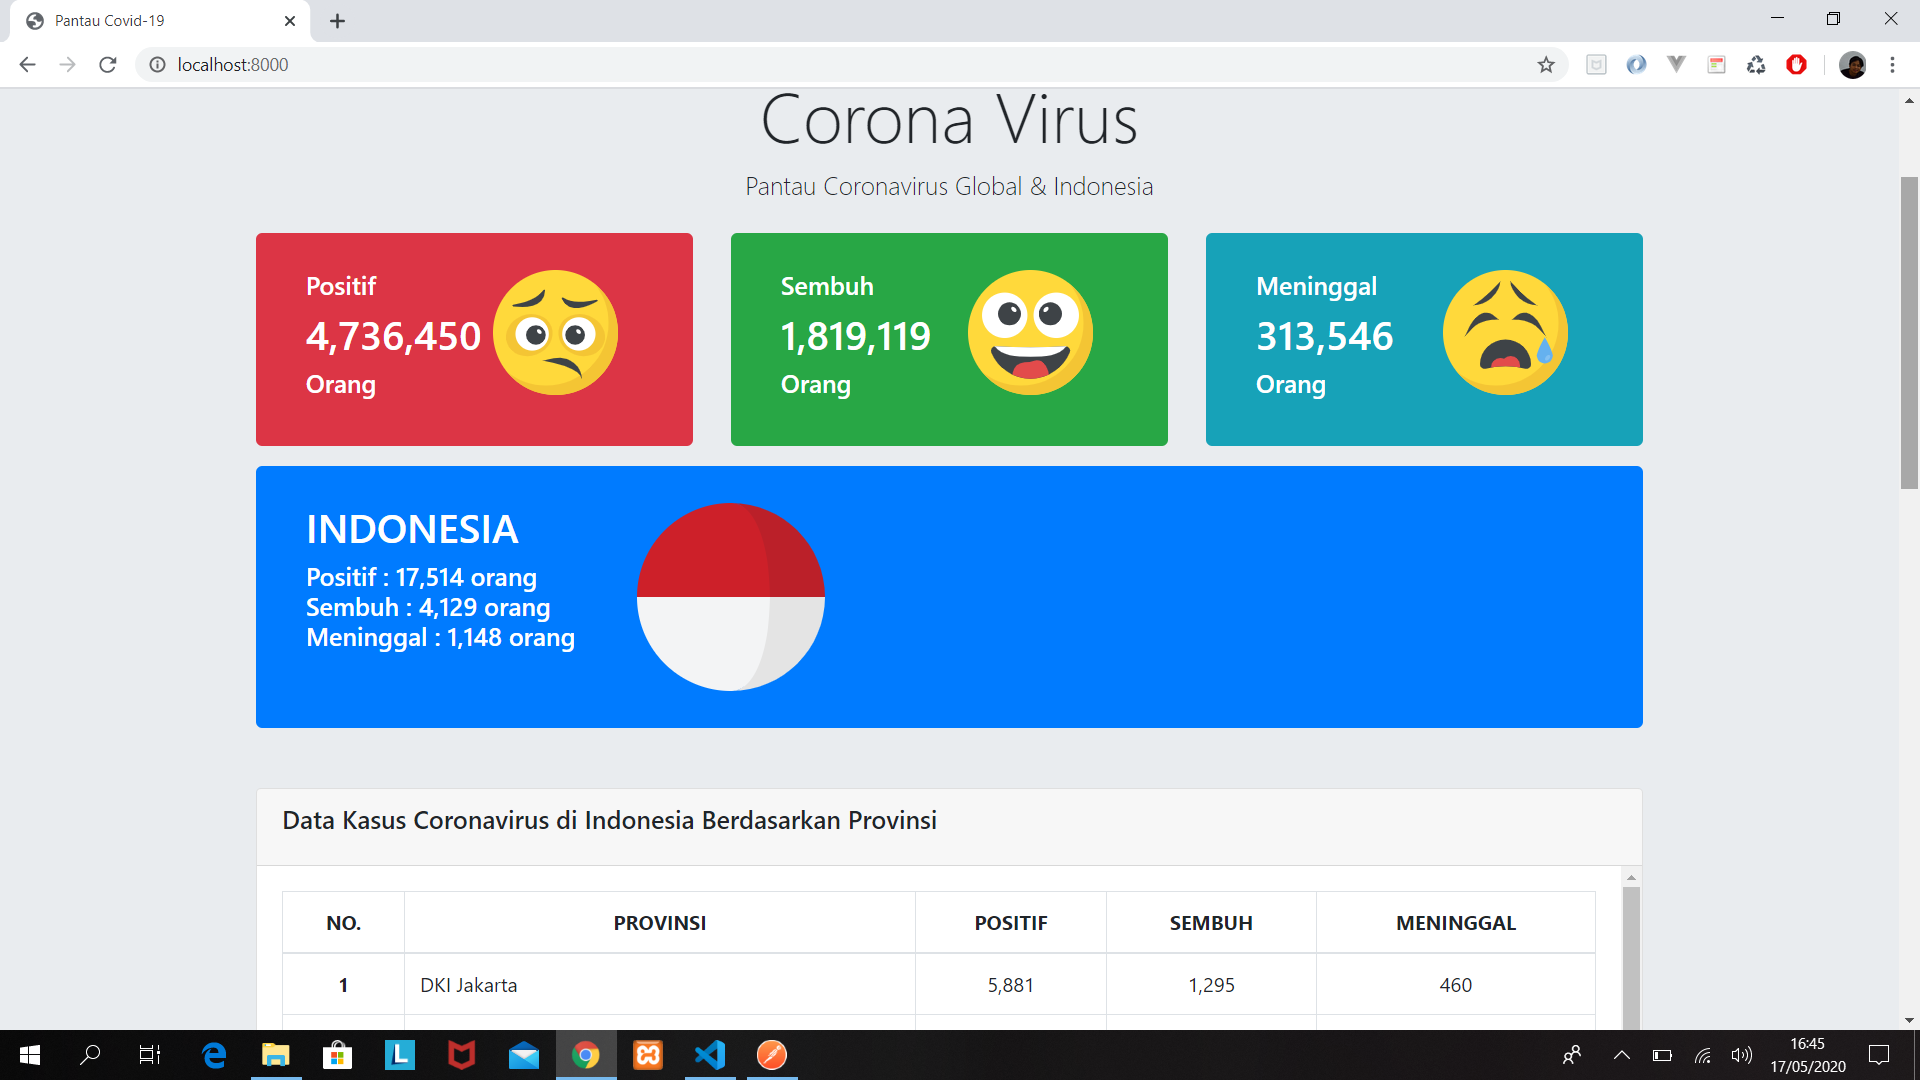 Pantau Covid-19
localhost:8000
Corona Virus
Pantau Coronavirus Global & Indonesia
Positif
4,736,450
Orang
Sembuh
1,819,119
Orang
Meninggal
313,546
Orang
INDONESIA
Positif : 17,514 orang
Sembuh : 4,129 orang
Meninggal : 1,148 orang
Data Kasus Coronavirus di Indonesia Berdasarkan Provinsi
NO. PROVINSI POSITIF SEMBUH MENINGGAL
1 DKI Jakarta 5,881 1,295 460
L
16:45
17/05/2020